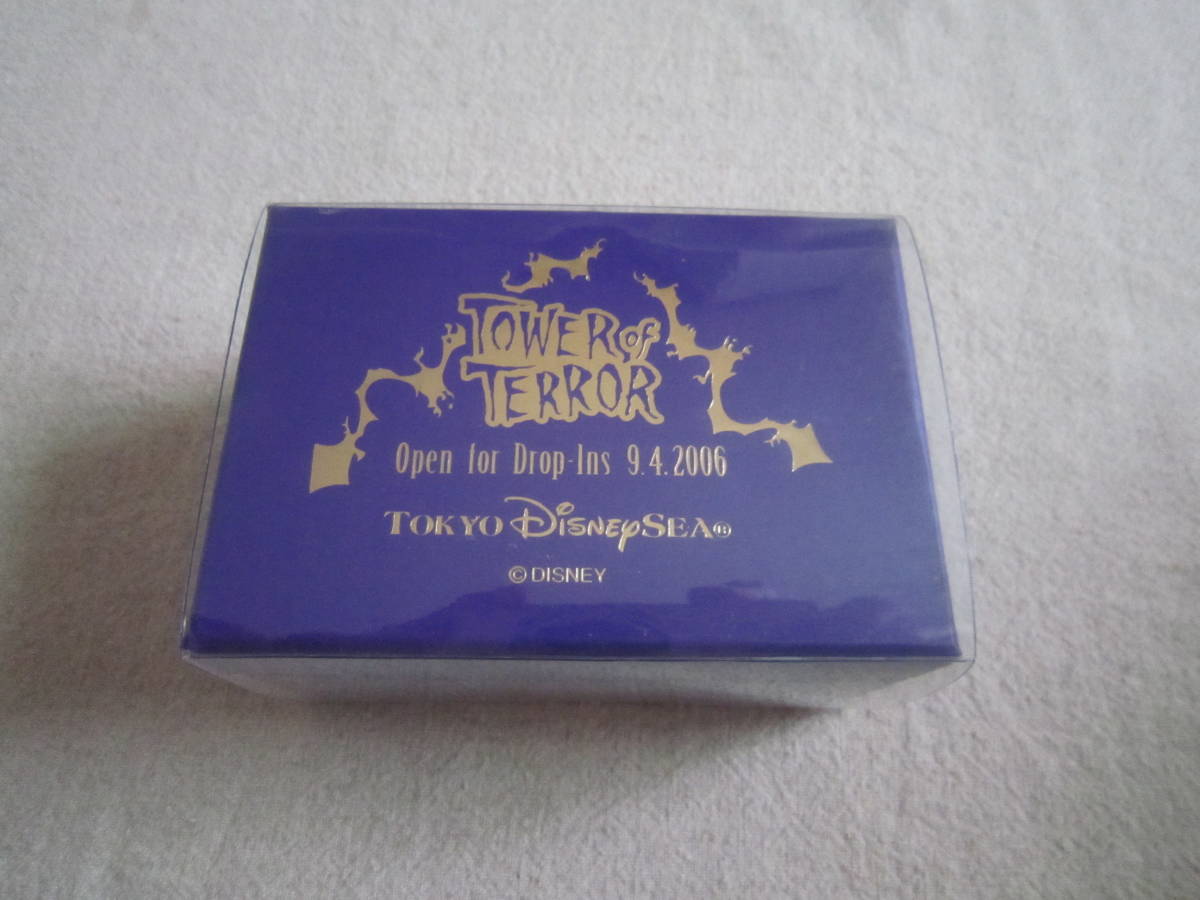 TOWER of
TERROR
Open for Drop-Ins 9.4.2006
TOKYO DISNEYSEA®
©DISNEY